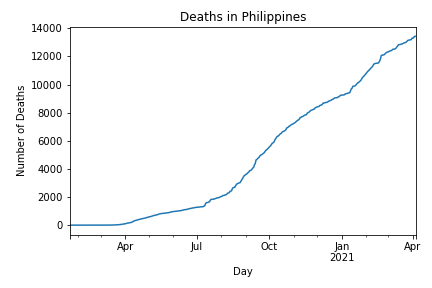 Deaths in Philippines
14000
12000
10000
8000
6000
4000
2000
0
Number of Deaths
Apr
Jul
Oct
Jan
2021
Apr
Day